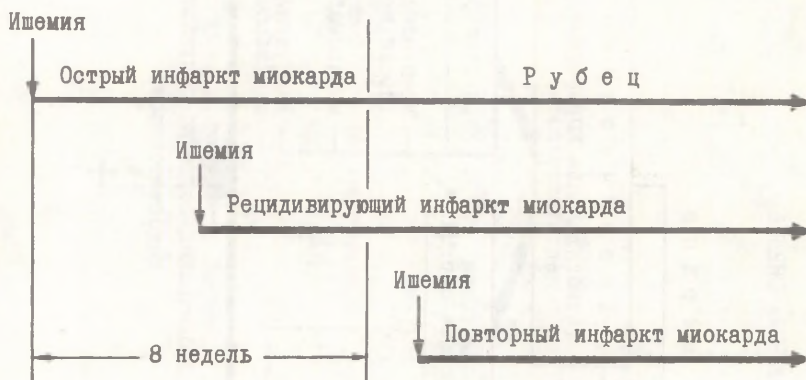 Ишемия
Острый инфаркт миокарда
Рубец
Ишемия
Рецидивирующий инфаркт миокарда
Ишемия
Повторный инфаркт миокарда
8 недель